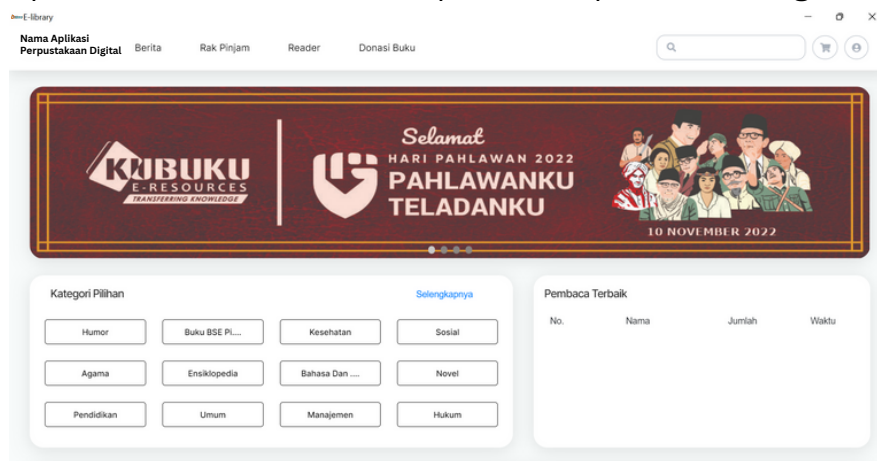 E-library
Nama Aplikasi
Perpustakaan Digital
Berita
Rak Pinjam
Reader
Donasi Buku
KUBUKU
E-RESOURCES
TRANSFERRING KNOWLEDGE
Selamat
HARI PAHLAWAN 2022
PAHLAWANKU
TELADANKU
10 NOVEMBER 2022
Kategori Pilihan
Selengkapnya
Humor
Buku BSE Pi....
Kesehatan
Sosial
Agama
Ensiklopedia
Bahasa Dan ....
Novel
Pendidikan
Umum
Manajemen
Hukum
Pembaca Terbaik
No. Nama Jumlah Waktu